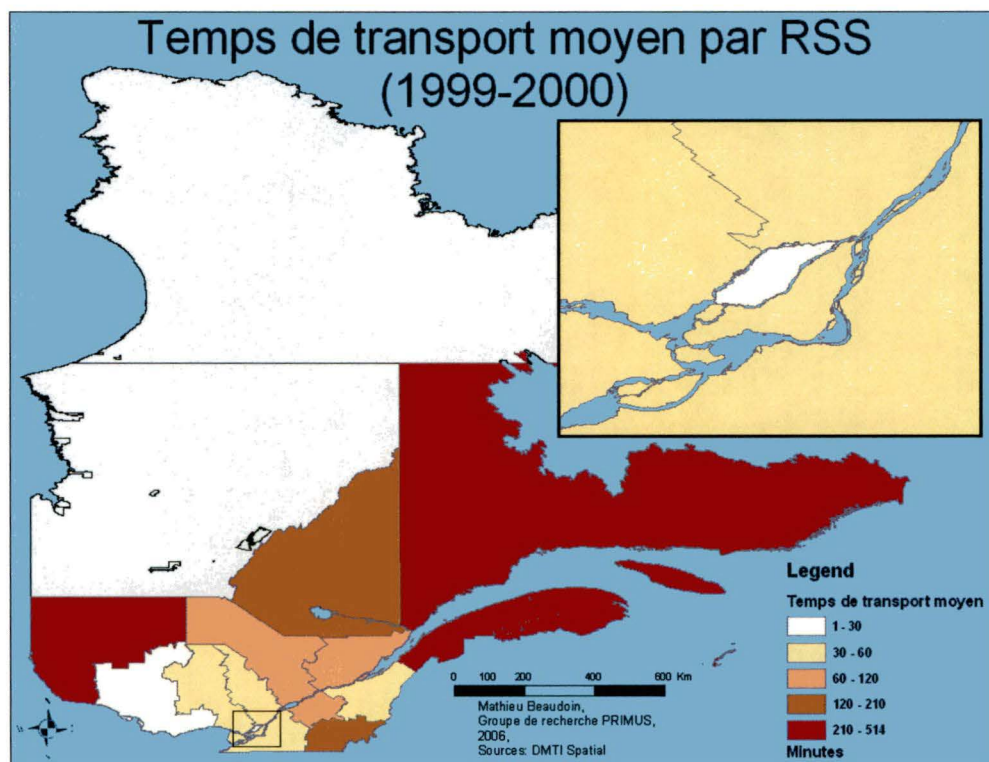 Temps de transport moyen par RSS
(1999-2000)
Legend
Temps de transport moyen
1 - 30
30 - 60
60 - 120
120 - 210
210 - 514
Minutes
0 100 200 400 600 Km
Mathieu Beaudoin,
Groupe de recherche PRIMUS,
2006,
Sources: DMTI Spatial